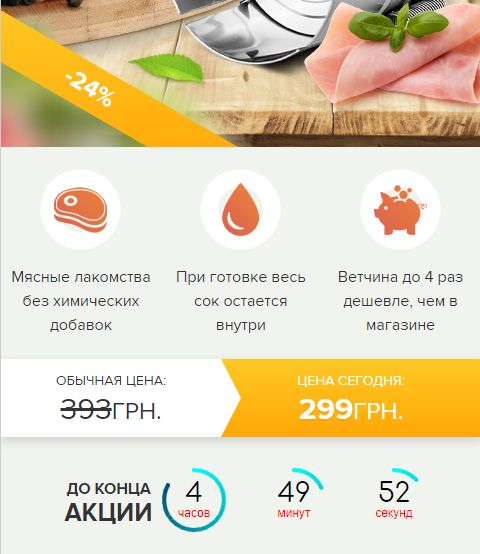 -24%
Мясные лакомства
без химических
добавок
При готовке весь
сок остается
внутри
Ветчина до 4 раз
дешевле, чем в
магазине
ОБЫЧНАЯ ЦЕНА:
393ГРН.
ЦЕНА СЕГОДНЯ:
299ГРН.
ДО КОНЦА
АКЦИИ
4
часов
49
минут
52
секунд